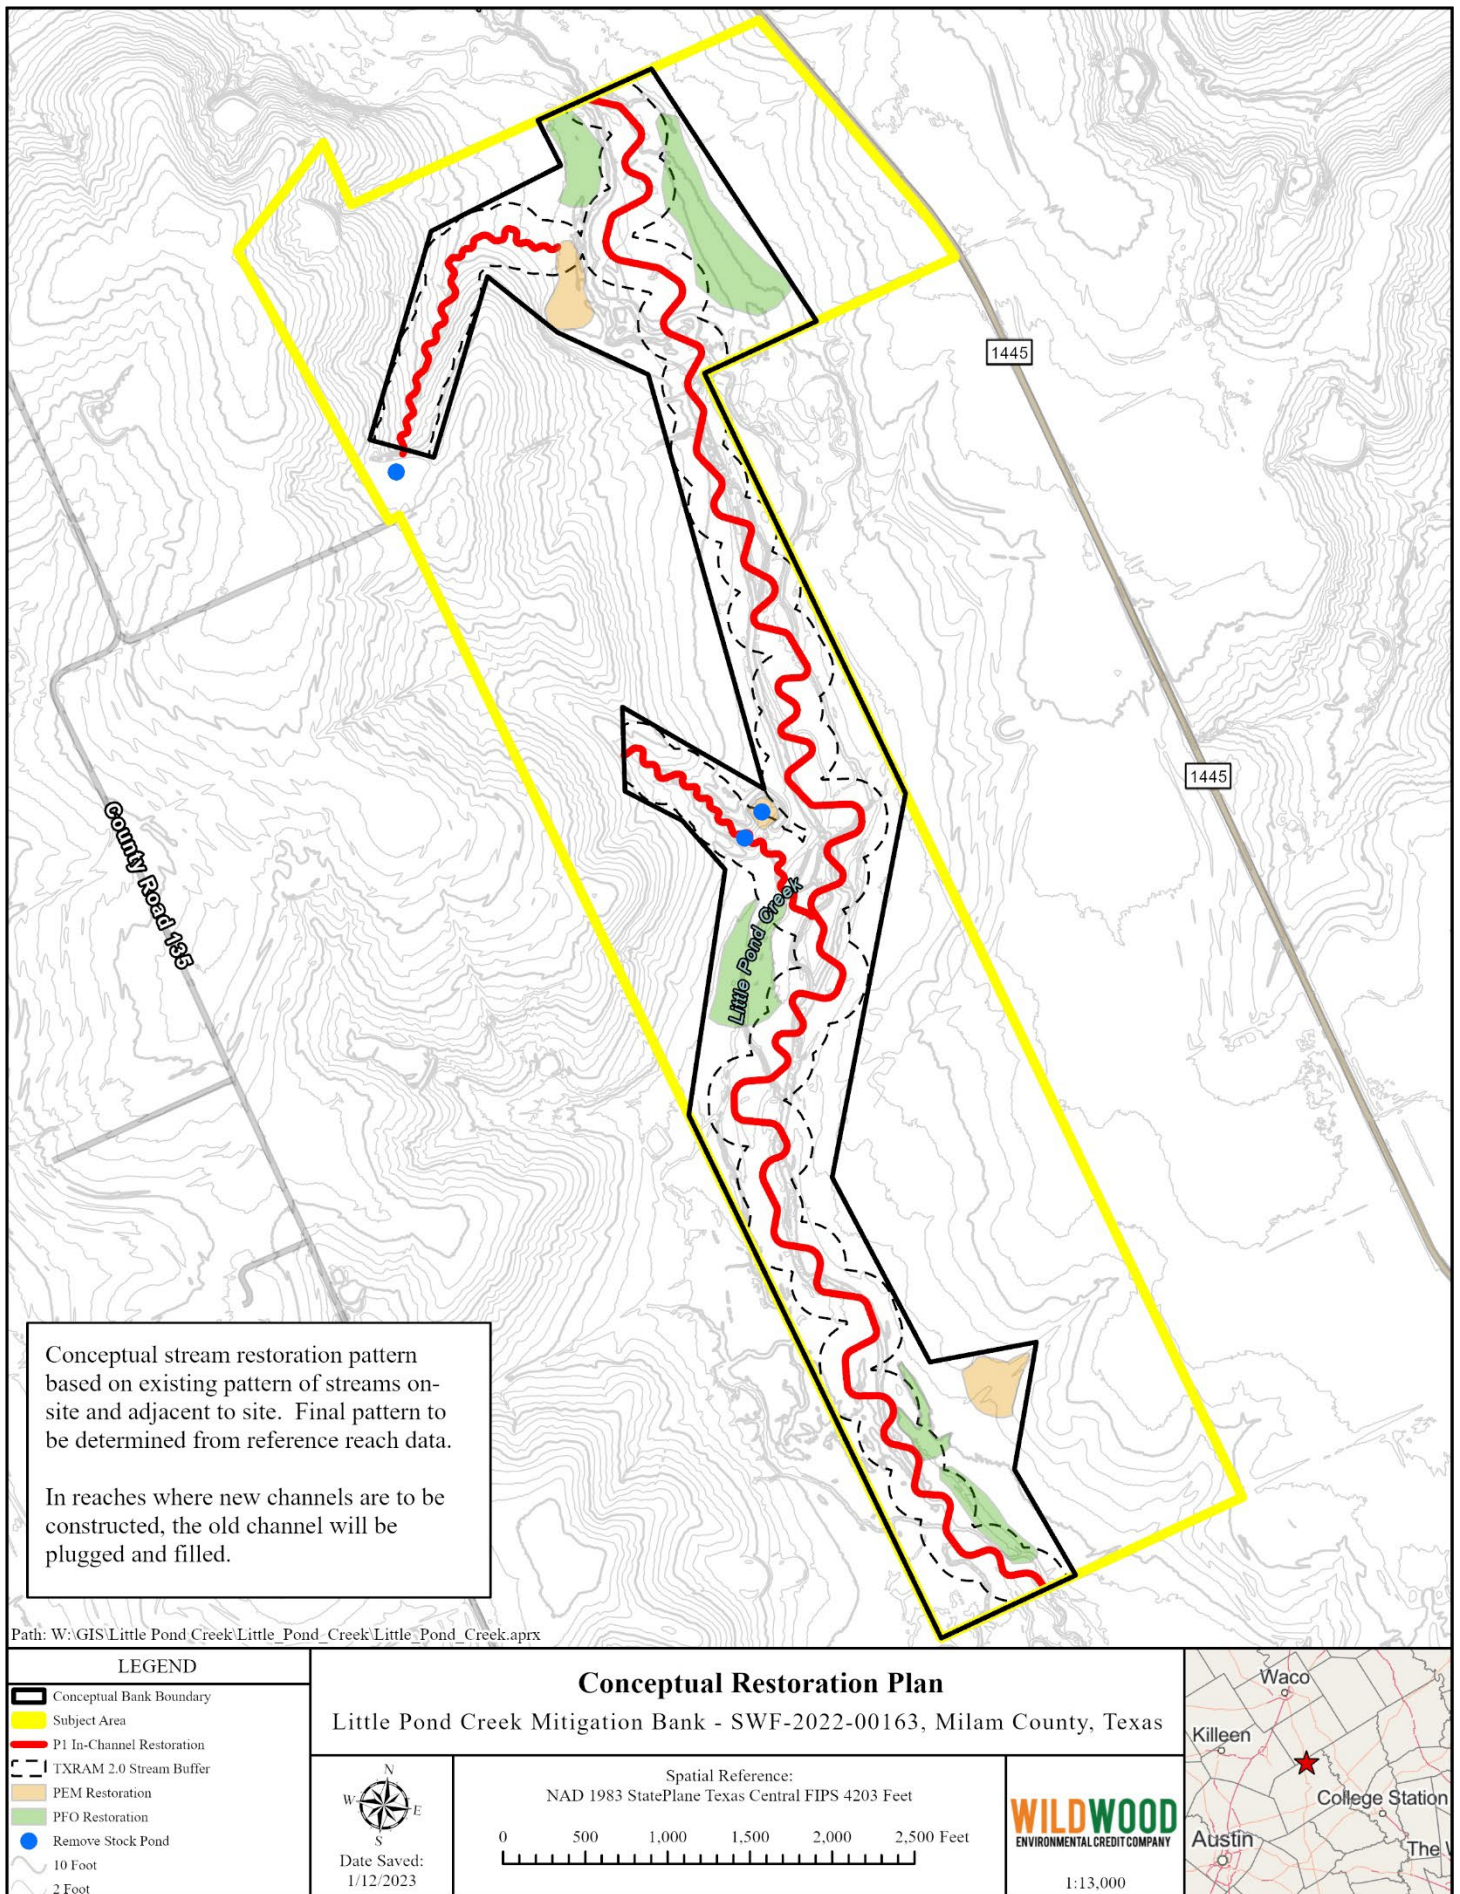 1445
1445
County Road 135
Little Pond Creek
Conceptual stream restoration pattern
based on existing pattern of streams on-
site and adjacent to site. Final pattern to
be determined from reference reach data.
In reaches where new channels are to be
constructed, the old channel will be
plugged and filled.
Path: W:\GIS\Little Pond Creek\Little_Pond_Creek\Little_Pond_Creek.aprx
LEGEND
Conceptual Bank Boundary
Subject Area
P1 In-Channel Restoration
TXRAM 2.0 Stream Buffer
PEM Restoration
PFO Restoration
Remove Stock Pond
10 Foot
2 Foot
Conceptual Restoration Plan
Little Pond Creek Mitigation Bank - SWF-2022-00163, Milam County, Texas
N
W
E
S
Date Saved:
1/12/2023
Spatial Reference:
NAD 1983 StatePlane Texas Central FIPS 4203 Feet
0 500 1,000 1,500 2,000 2,500 Feet
WILDWOOD
ENVIRONMENTAL CREDIT COMPANY
1:13,000
Waco
Killeen
College Station
Austin
The